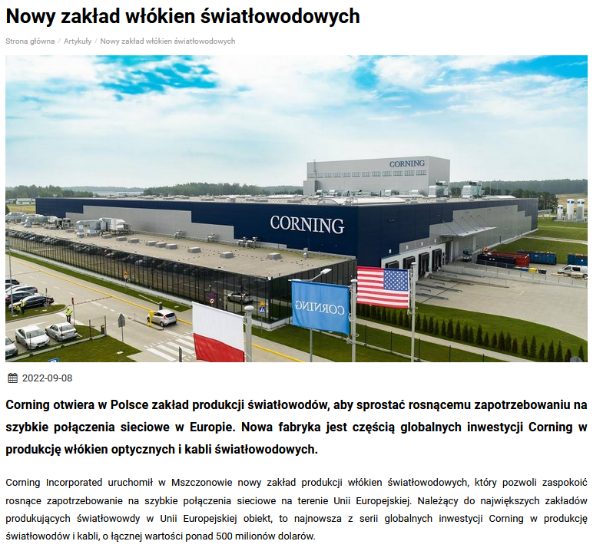 Nowy zakład włókien światłowodowych
Strona główna / Artykuły / Nowy zakład włókien światłowodowych
CORNING
CORNING
CORNING
2022-09-08
Corning otwiera w Polsce zakład produkcji światłowodów, aby sprostać rosnącemu zapotrzebowaniu na
szybkie połączenia sieciowe w Europie. Nowa fabryka jest częścią globalnych inwestycji Corning w
produkcję włókien optycznych i kabli światłowodowych.
Corning Incorporated uruchomił w Mszczonowie nowy zakład produkcji włókien światłowodowych, który pozwoli zaspokoić
rosnące zapotrzebowanie na szybkie połączenia sieciowe na terenie Unii Europejskiej. Należący do największych zakładów
produkujących światłowowdy w Unii Europejskiej obiekt, to najnowsza z serii globalnych inwestycji Corning w produkcję
światłowodów i kabli, o łącznej wartości ponad 500 milionów dolarów.